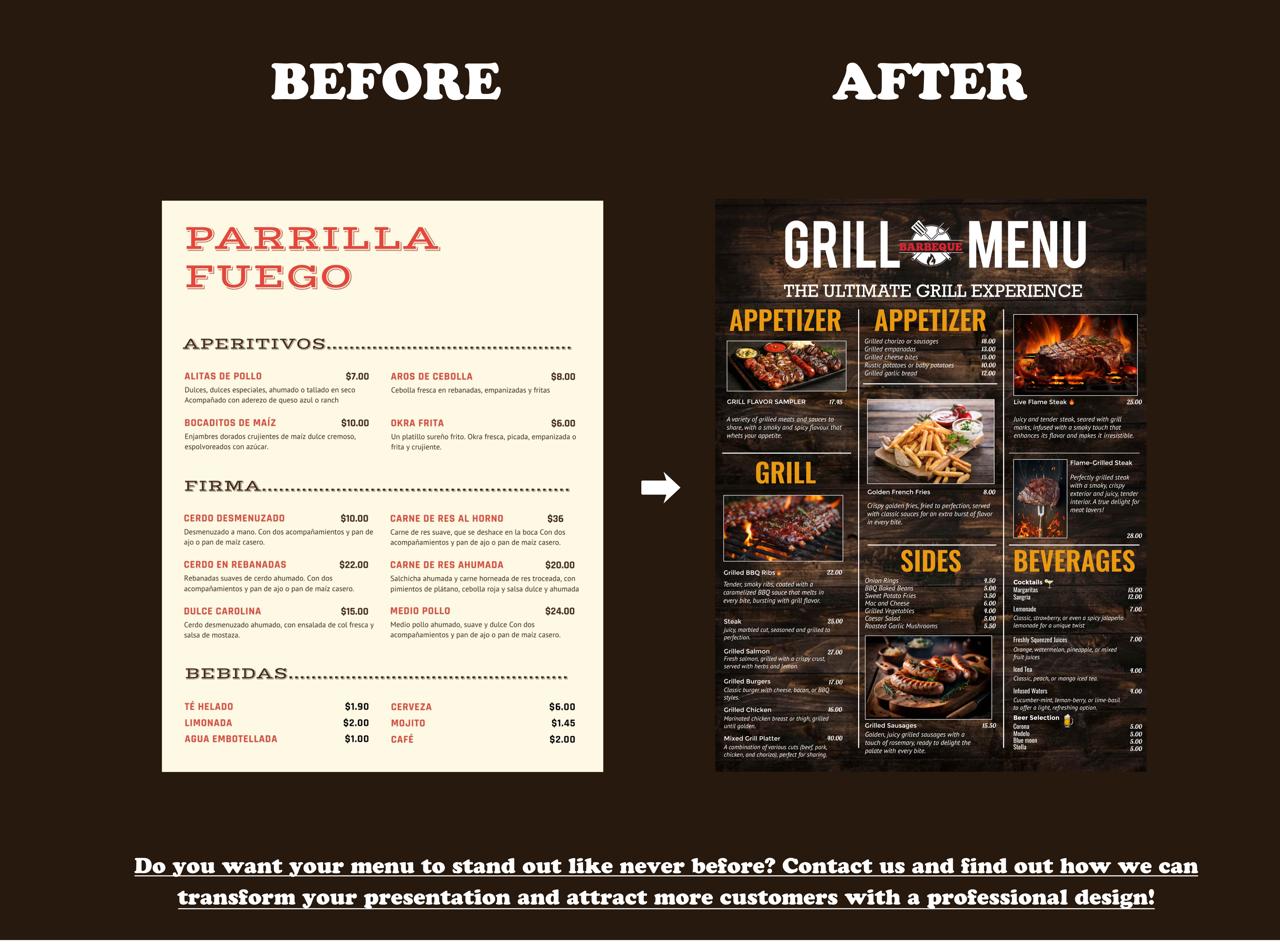 BEFORE
AFTER
PARRILLA
FUEGO
APERITIVOS...........................................
ALITAS DE POLLO $7.00
Dulces, dulces especiales, ahumado o tallado en seco
Acompañado con aderezo de queso azul o ranch
AROS DE CEBOLLA $8.00
Cebolla fresca en rebanadas, empanizadas y fritas
BOCADITOS DE MAÍZ $10.00
Enjambres dorados crujientes de maíz dulce cremoso,
espolvoreados con azúcar.
OKRA FRITA $6.00
Un platillo sureño frito. Okra fresca, picada, empanizada o
frita y crujiente.
FIRMA......................................................
CERDO DESMENUZADO $10.00
Desmenuzado a mano. Con dos acompañamientos y pan de
ajo o pan de maíz casero.
CARNE DE RES AL HORNO $36
Carne de res suave, que se deshace en la boca Con dos
acompañamientos y pan de ajo o pan de maíz casero.
CERDO EN REBANADAS $22.00
Rebanadas suaves de cerdo ahumado. Con dos
acompañamientos y pan de ajo o pan de maíz casero.
CARNE DE RES AHUMADA $20.00
Salchicha ahumada y carne horneada de res troceada, con
pimientos de plátano, cebolla roja y salsa dulce y ahumada
DULCE CAROLINA $15.00
Cerdo desmenuzado ahumado, con ensalada de col fresca y
salsa de mostaza.
MEDIO POLLO $24.00
Medio pollo ahumado, suave y dulce Con dos
acompañamientos y pan de ajo o pan de maíz casero.
BEBIDAS.................................................
TÉ HELADO $1.90
LIMONADA $2.00
AGUA EMBOTELLADA $1.00
CERVEZA $6.00
MOJITO $1.45
CAFÉ $2.00
GRILL BARBEQUE MENU
THE ULTIMATE GRILL EXPERIENCE
APPETIZER
GRILL FLAVOR SAMPLER 17.95
A variety of grilled meats and sauces to
share, with a smoky and spicy flavour that
whets your appetite.
GRILL
Grilled BBQ Ribs 22.00
Tender, smoky ribs, coated with a
caramelized BBQ sauce that melts in
every bite, bursting with grill flavor.
Steak 25.00
Juicy, marbled cut, seasoned and grilled to
perfection.
Grilled Salmon 27.00
Fresh salmon, grilled with a crispy crust,
served with herbs and lemon.
Grilled Burgers 17.00
Classic burger with cheese, bacon, or BBQ
styles.
Grilled Chicken 16.00
Marinated chicken breast or thigh, grilled
until golden.
Mixed Grill Platter 40.00
A combination of various cuts (beef, pork,
chicken, and chorizo), perfect for sharing.
APPETIZER
Grilled chorizo or sausages 18.00
Grilled empanadas 13.00
Grilled cheese bites 15.00
Rustic potatoes or baby potatoes 10.00
Grilled garlic bread 12.00
Golden French Fries 8.00
Crispy golden fries, fried to perfection, served
with classic sauces for an extra burst of flavor
in every bite.
SIDES
Onion Rings 4.50
BBQ Baked Beans 5.00
Sweet Potato Fries 3.50
Mac and Cheese 6.00
Grilled Vegetables 4.00
Caesar Salad 5.00
Roasted Garlic Mushrooms 5.50
Grilled Sausages 15.50
Golden, juicy grilled sausages with a
touch of rosemary, ready to delight the
palate with every bite.
Live Flame Steak 25.00
Juicy and tender steak, seared with grill
marks, infused with a smoky touch that
enhances its flavor and makes it irresistible.
Flame-Grilled Steak
Perfectly grilled steak
with a smoky, crispy
exterior and juicy, tender
interior. A true delight for
meat lovers!
28.00
BEVERAGES
Cocktails
Margaritas 15.00
Sangria 12.00
Lemonade 7.00
Classic, strawberry, or even a spicy jalapeño
lemonade for a unique twist
Freshly Squeezed Juices 7.00
Orange, watermelon, pineapple, or mixed
fruit juices
Iced Tea 4.00
Classic, peach, or mango iced tea.
Infused Waters 4.00
Cucumber-mint, lemon-berry, or lime-basil
to offer a light, refreshing option.
Beer Selection
Corona 5.00
Modelo 5.00
Blue moon 5.00
Stella 5.00
Do you want your menu to stand out like never before? Contact us and find out how we can
transform your presentation and attract more customers with a professional design!